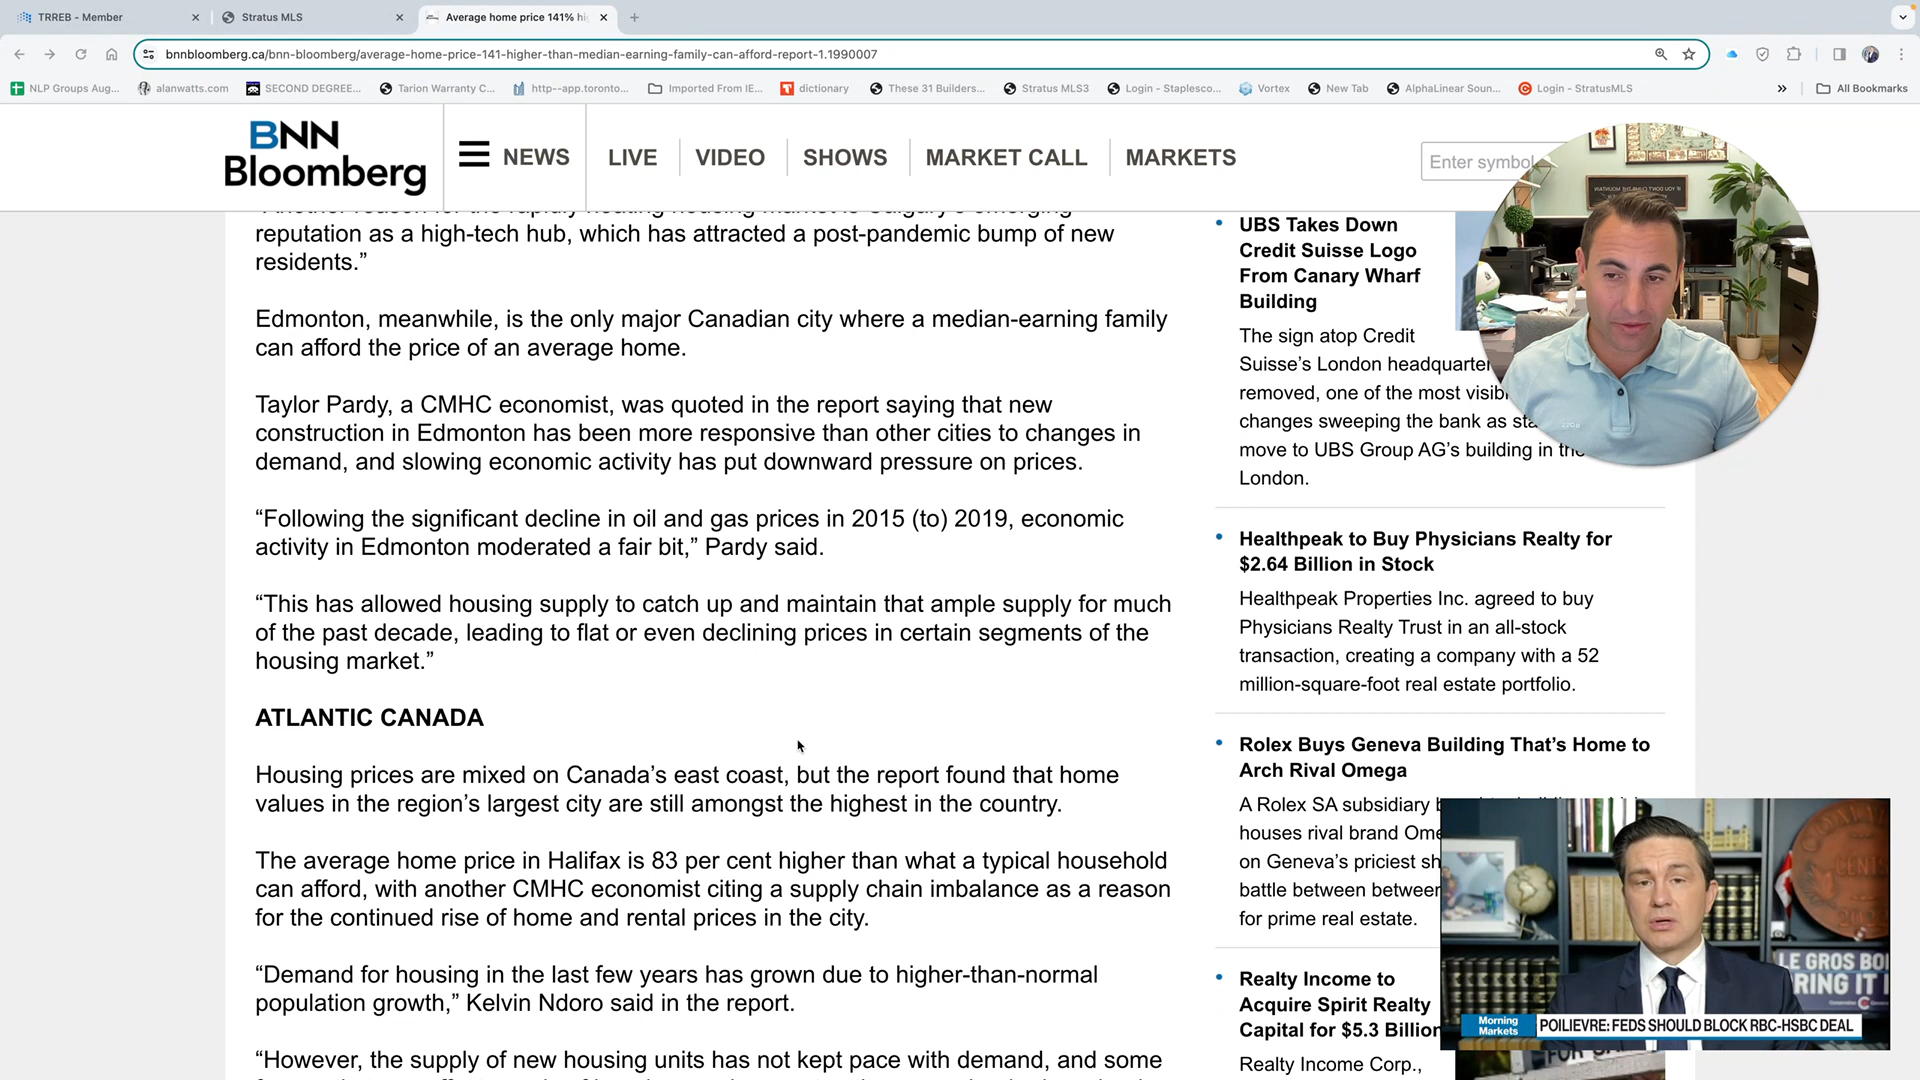 TRREB - Member
Stratus MLS
Average home price 141% hi
bnnbloomberg.ca/bnn-bloomberg/average-home-price-141-higher-than-median-earning-family-can-afford-report-1.1990007
NLP Groups Aug...
alanwatts.com
SECOND DEGREE...
Tarion Warranty C...
http--app.toronto...
Imported From IE...
dictionary
These 31 Builders...
Stratus MLS3
Login - Staplesco...
Vortex
New Tab
AlphaLinear Soun...
Login - StratusMLS
All Bookmarks
BNN
Bloomberg
NEWS
LIVE
VIDEO
SHOWS
MARKET CALL
MARKETS
Enter symbol
“Another reason for the rapidly heating housing market is Calgary’s emerging
reputation as a high-tech hub, which has attracted a post-pandemic bump of new
residents.”
Edmonton, meanwhile, is the only major Canadian city where a median-earning family
can afford the price of an average home.
Taylor Pardy, a CMHC economist, was quoted in the report saying that new
construction in Edmonton has been more responsive than other cities to changes in
demand, and slowing economic activity has put downward pressure on prices.
“Following the significant decline in oil and gas prices in 2015 (to) 2019, economic
activity in Edmonton moderated a fair bit,” Pardy said.
“This has allowed housing supply to catch up and maintain that ample supply for much
of the past decade, leading to flat or even declining prices in certain segments of the
housing market.”
ATLANTIC CANADA
Housing prices are mixed on Canada’s east coast, but the report found that home
values in the region’s largest city are still amongst the highest in the country.
The average home price in Halifax is 83 per cent higher than what a typical household
can afford, with another CMHC economist citing a supply chain imbalance as a reason
for the continued rise of home and rental prices in the city.
“Demand for housing in the last few years has grown due to higher-than-normal
population growth,” Kelvin Ndoro said in the report.
“However, the supply of new housing units has not kept pace with demand, and some
UBS Takes Down
Credit Suisse Logo
From Canary Wharf
Building
The sign atop Credit
Suisse’s London headquarter
removed, one of the most visib
changes sweeping the bank as sta
move to UBS Group AG’s building in the
London.
Healthpeak to Buy Physicians Realty for
$2.64 Billion in Stock
Healthpeak Properties Inc. agreed to buy
Physicians Realty Trust in an all-stock
transaction, creating a company with a 52
million-square-foot real estate portfolio.
Rolex Buys Geneva Building That’s Home to
Arch Rival Omega
A Rolex SA subsidiary b
houses rival brand Ome
on Geneva’s priciest sh
battle between between
for prime real estate.
Realty Income to
Acquire Spirit Realty
Capital for $5.3 Billion
Realty Income Corp.,
CENTS
LE GROS BO
RING IT
Morning
Markets
POILIEVRE: FEDS SHOULD BLOCK RBC-HSBC DEAL
FOR SA